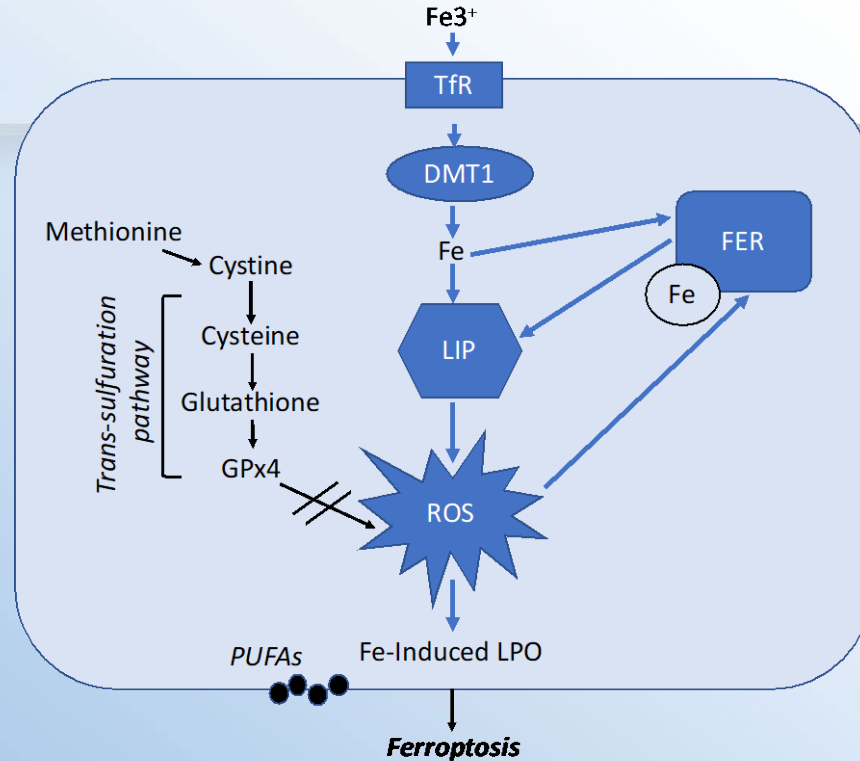 Fe3⁺
TfR
DMT1
Fe
FER
Fe
LIP
ROS
Methionine
Cystine
Cysteine
Glutathione
GPx4
Trans-sulfuration
pathway
PUFAs
Fe-Induced LPO
Ferroptosis